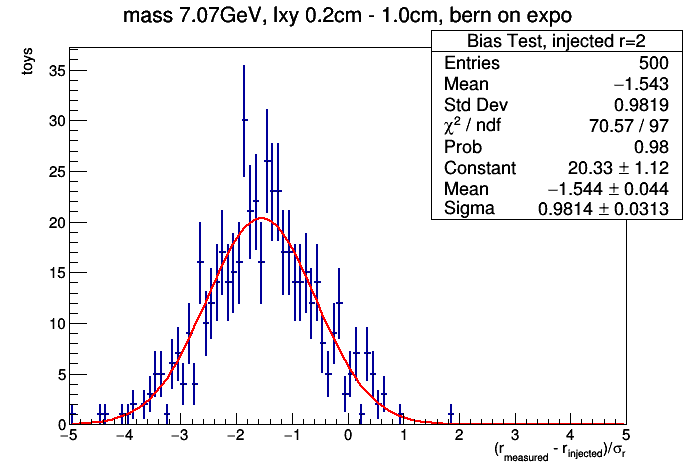 mass 7.07GeV, lxy 0.2cm - 1.0cm, bern on expo
toys
Bias Test, injected r=2
Entries 500
Mean −1.543
Std Dev 0.9819
χ² / ndf 70.57 / 97
Prob 0.98
Constant 20.33 ± 1.12
Mean −1.544 ± 0.044
Sigma 0.9814 ± 0.0313
35
30
25
20
15
10
5
0
−5 −4 −3 −2 −1 0 1 2 3 4 5
(r_measured - r_injected)/σ_r